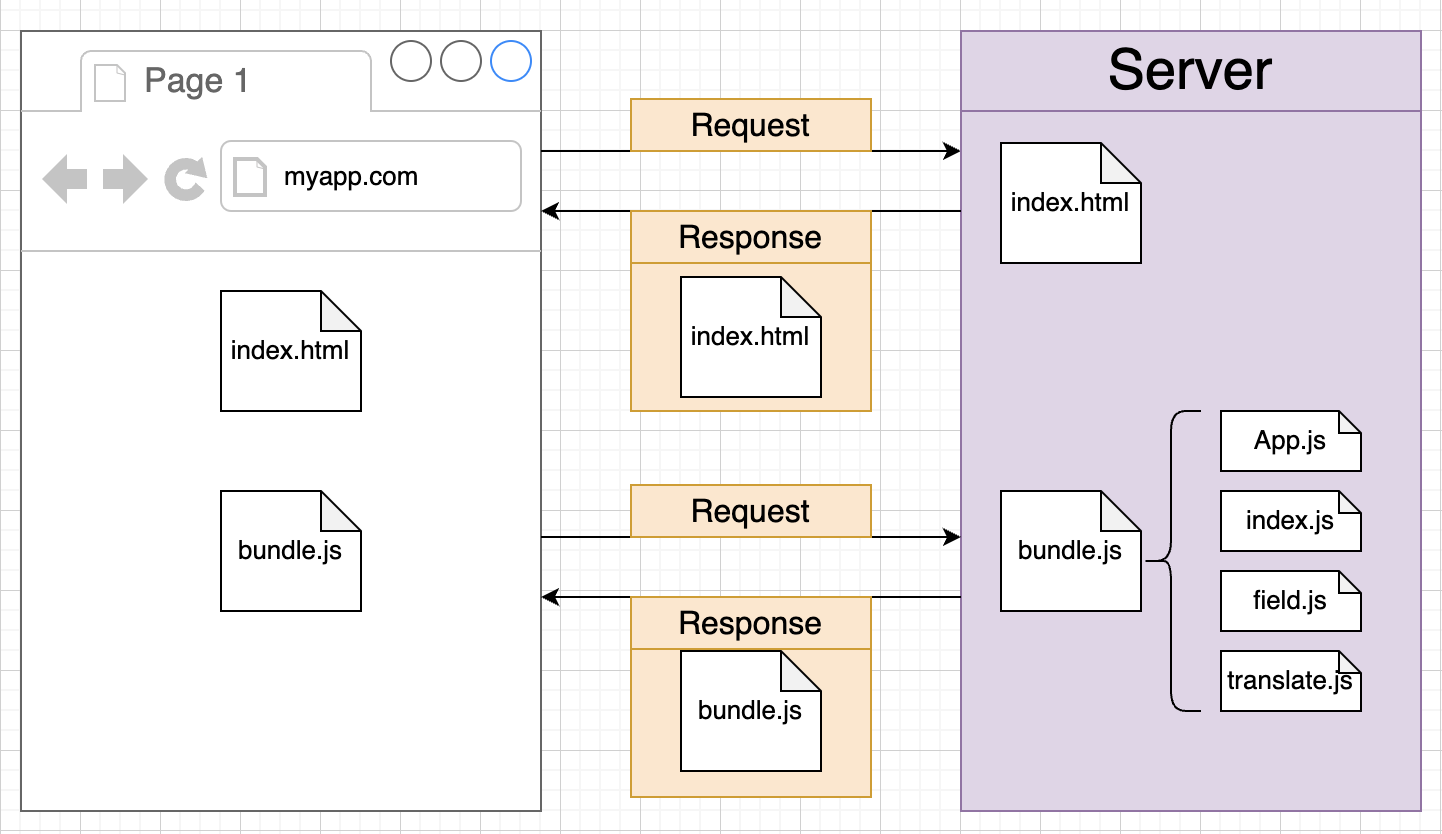 Page 1
myapp.com
index.html
bundle.js
Request
Response
index.html
Request
Response
bundle.js
Server
index.html
bundle.js
App.js
index.js
field.js
translate.js